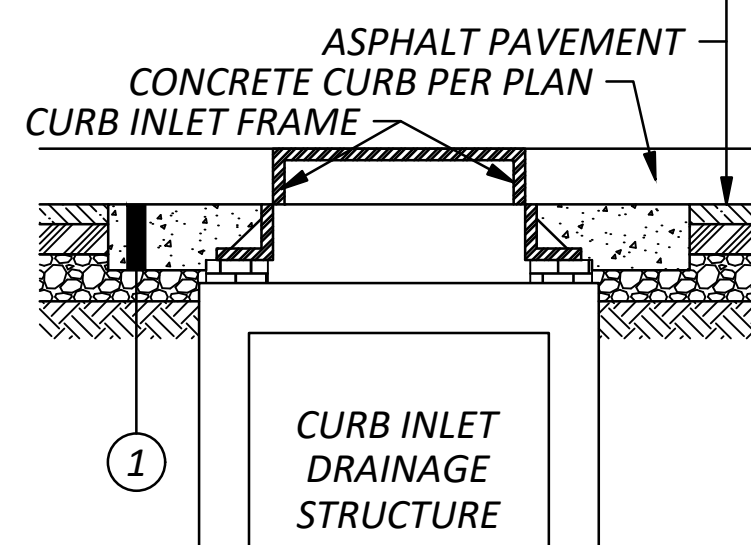 ASPHALT PAVEMENT
CONCRETE CURB PER PLAN
CURB INLET FRAME
1
CURB INLET
DRAINAGE
STRUCTURE